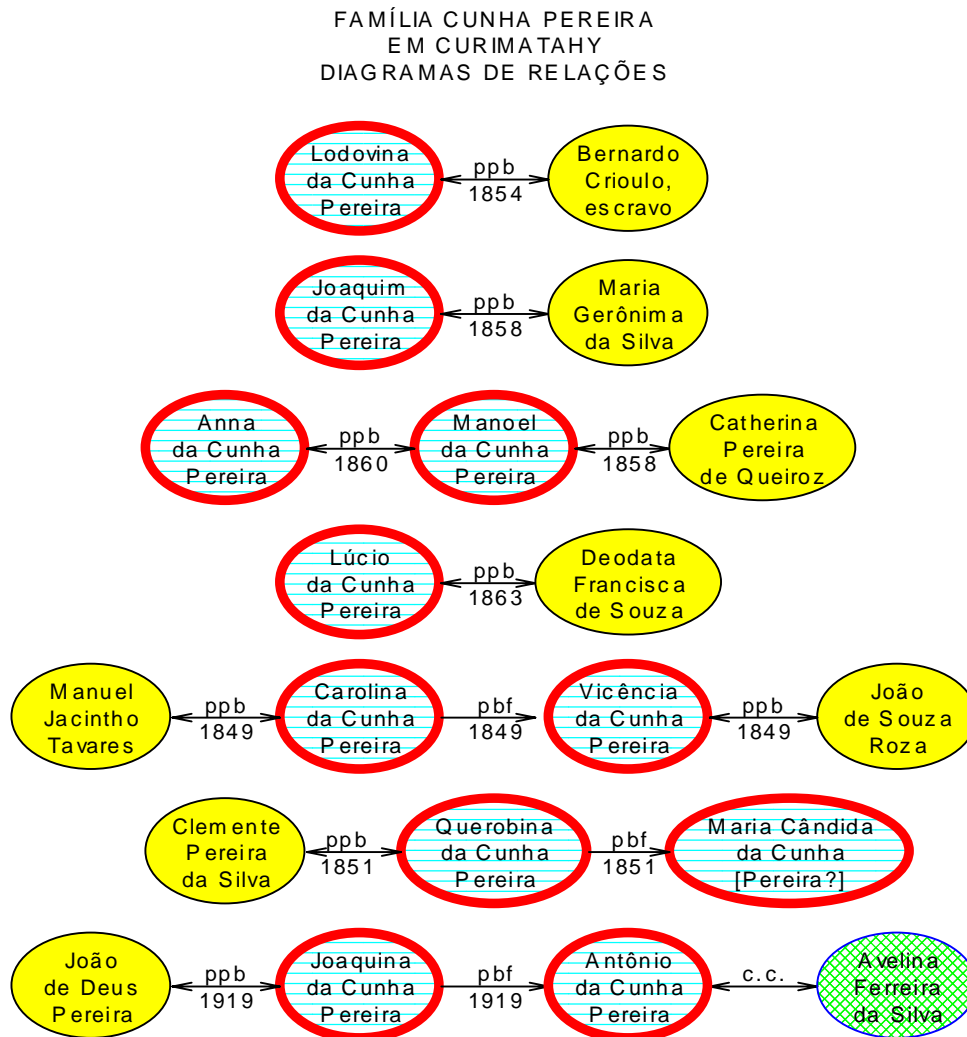 FAMÍLIA CUNHA PEREIRA
EM CURIMATAHY
DIAGRAMAS DE RELAÇÕES
Lodovina
da Cunha
Pereira
ppb
1854
Bernardo
Crioulo,
escravo
Joaquim
da Cunha
Pereira
ppb
1858
Maria
Gerônima
da Silva
Anna
da Cunha
Pereira
ppb
1860
Manoel
da Cunha
Pereira
ppb
1858
Catherina
Pereira
de Queiroz
Lúcio
da Cunha
Pereira
ppb
1863
Deodata
Francisca
de Souza
Manuel
Jacintho
Tavares
ppb
1849
Carolina
da Cunha
Pereira
pbf
1849
Vicência
da Cunha
Pereira
ppb
1849
João
de Souza
Roza
Clemente
Pereira
da Silva
ppb
1851
Querobina
da Cunha
Pereira
pbf
1851
Maria Cândida
da Cunha
[Pereira?]
João
de Deus
Pereira
ppb
1919
Joaquina
da Cunha
Pereira
pbf
1919
Antônio
da Cunha
Pereira
c.c.
Avelina
Ferreira
da Silva